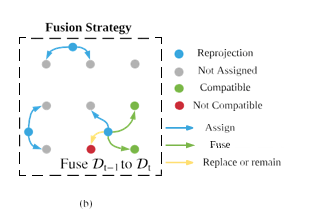 Fusion Strategy
Reprojection
Not Assigned
Compatible
Not Compatible
Assign
Fuse
Replace or remain
Fuse 𝒟ₜ₋₁ to 𝒟ₜ
(b)